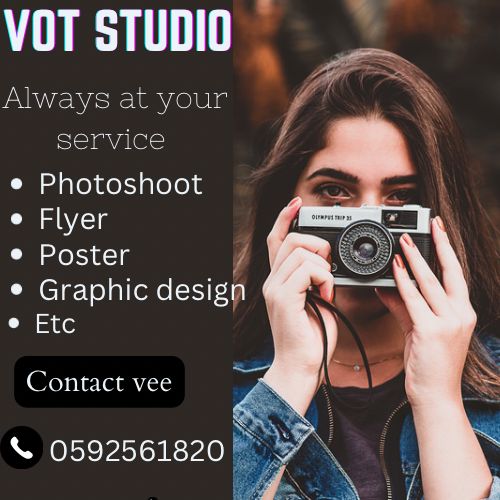 VOT STUDIO
Always at your
service
• Photoshoot
• Flyer
• Poster
• Graphic design
• Etc
OLYMPUS TRIP 35
Contact vee
0592561820